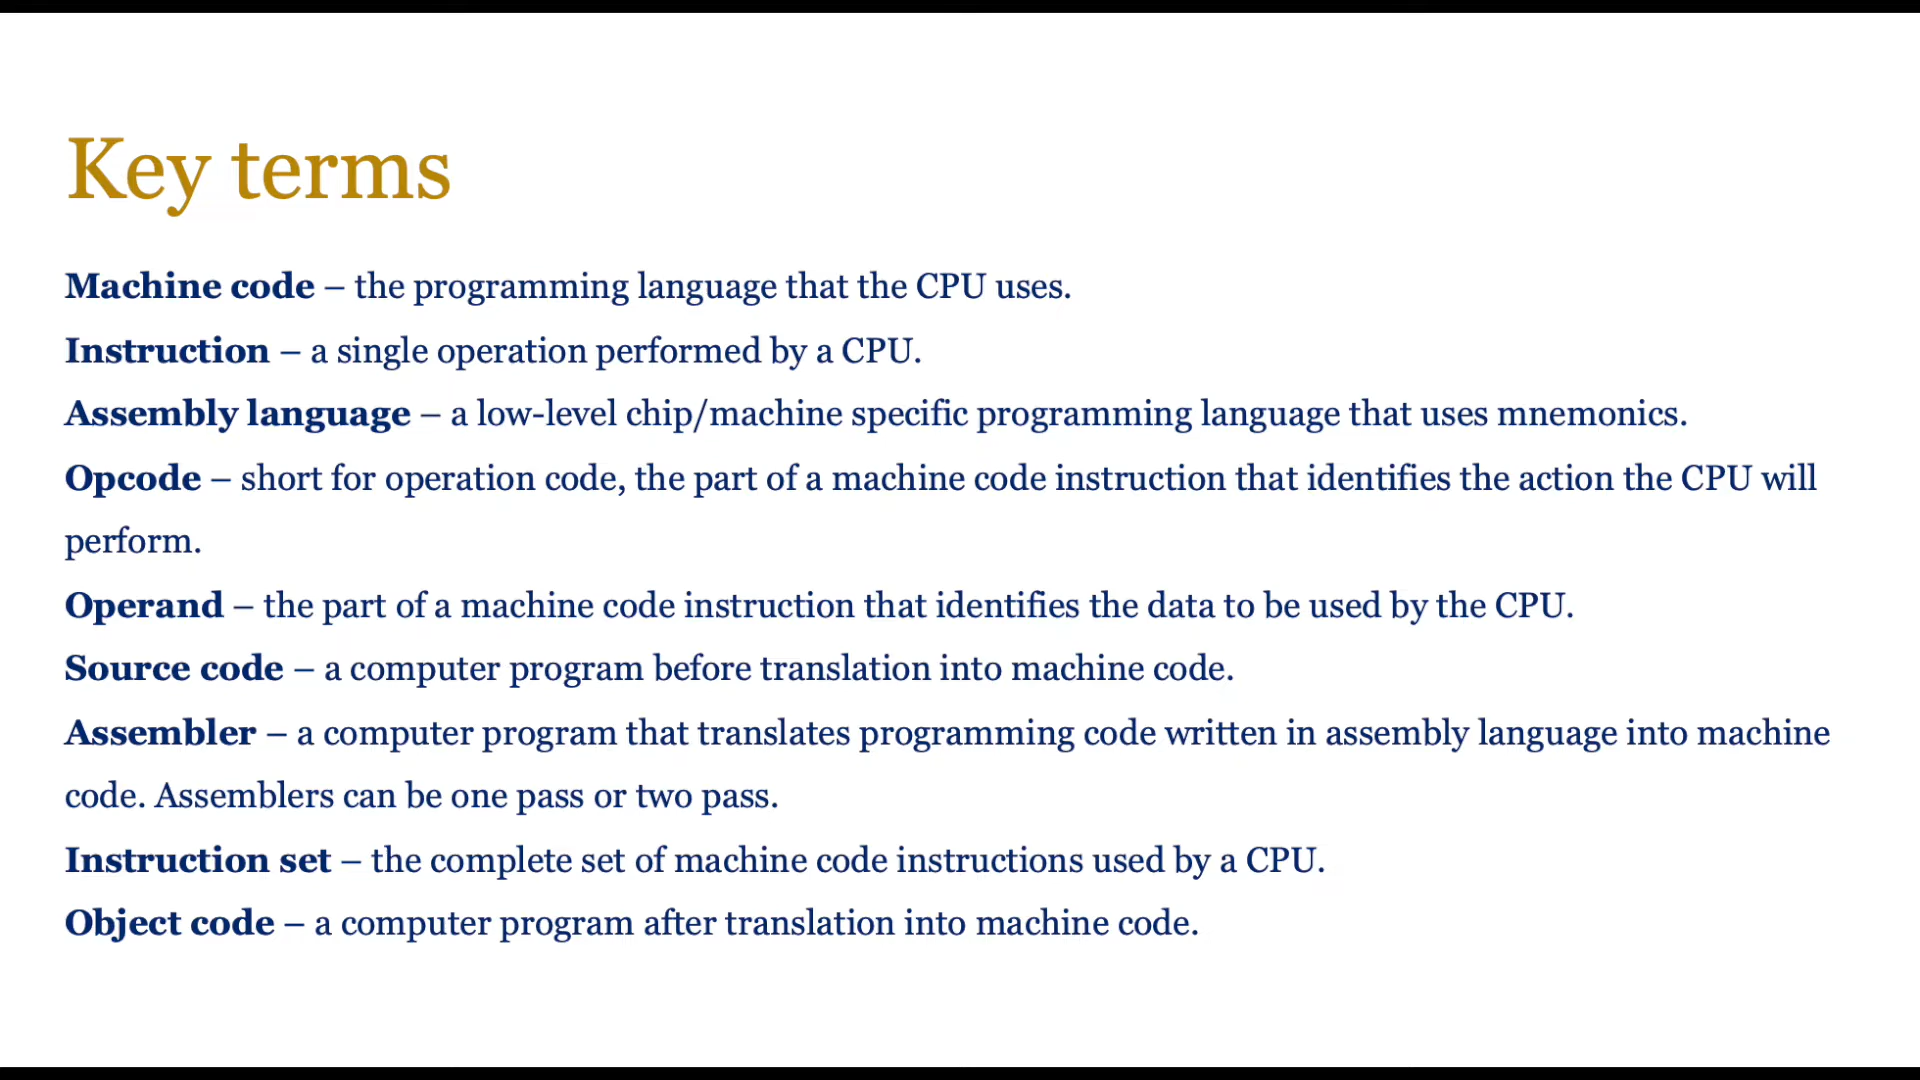 Key terms
Machine code – the programming language that the CPU uses.
Instruction – a single operation performed by a CPU.
Assembly language – a low-level chip/machine specific programming language that uses mnemonics.
Opcode – short for operation code, the part of a machine code instruction that identifies the action the CPU will
perform.
Operand – the part of a machine code instruction that identifies the data to be used by the CPU.
Source code – a computer program before translation into machine code.
Assembler – a computer program that translates programming code written in assembly language into machine
code. Assemblers can be one pass or two pass.
Instruction set – the complete set of machine code instructions used by a CPU.
Object code – a computer program after translation into machine code.